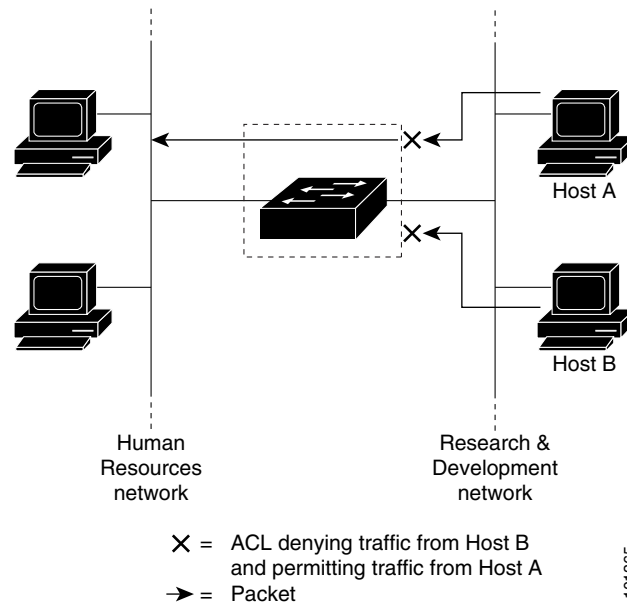 Host A
Host B
Human
Resources
network
Research &
Development
network
X = ACL denying traffic from Host B
and permitting traffic from Host A
= Packet